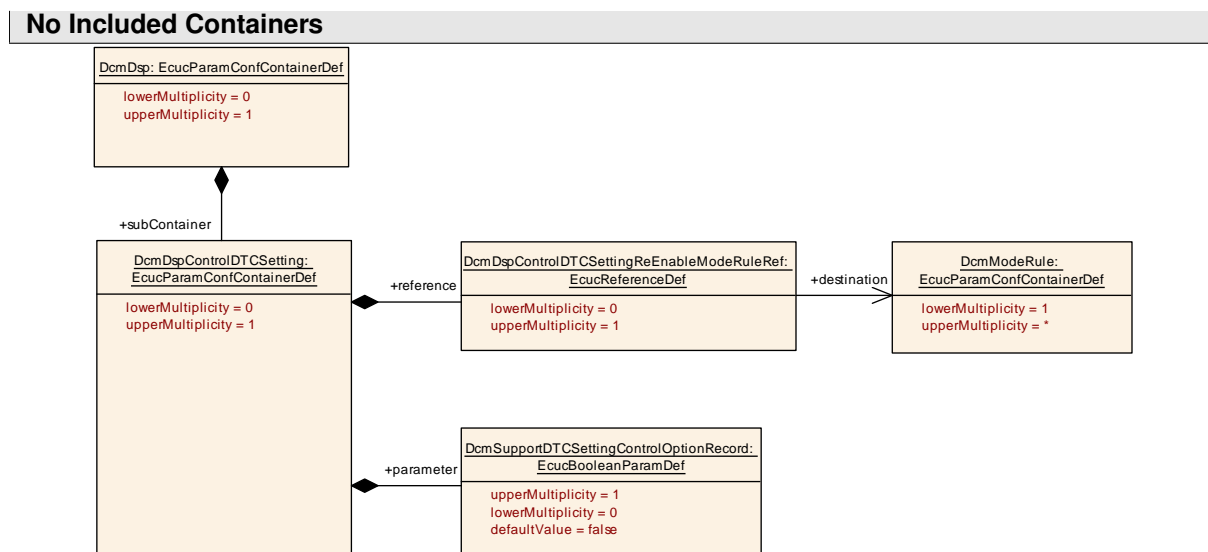 No Included Containers
DcmDsp: EcucParamConfContainerDef
lowerMultiplicity = 0
upperMultiplicity = 1
+subContainer
DcmDspControlDTCSetting:
EcucParamConfContainerDef
lowerMultiplicity = 0
upperMultiplicity = 1
+reference
DcmDspControlDTCSettingReEnableModeRuleRef:
EcucReferenceDef
lowerMultiplicity = 0
upperMultiplicity = 1
+destination
DcmModeRule:
EcucParamConfContainerDef
lowerMultiplicity = 1
upperMultiplicity = *
+parameter
DcmSupportDTCSettingControlOptionRecord:
EcucBooleanParamDef
upperMultiplicity = 1
lowerMultiplicity = 0
defaultValue = false